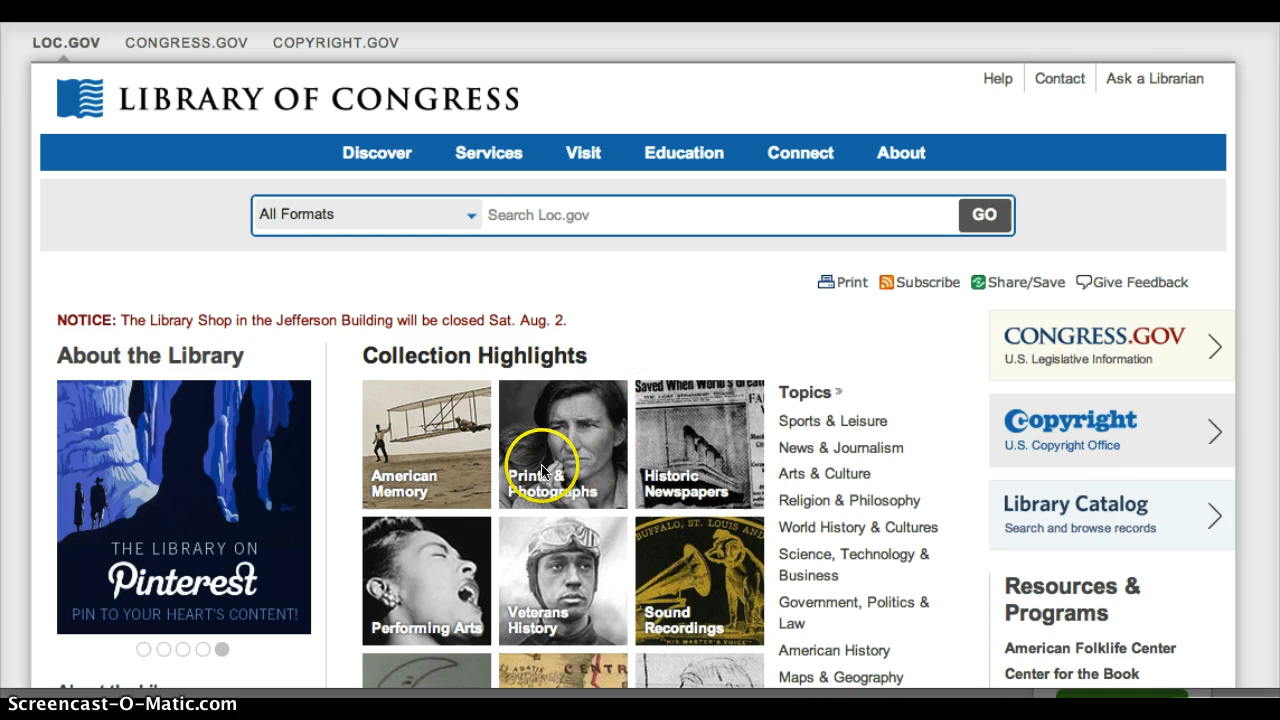 LOC.GOV CONGRESS.GOV COPYRIGHT.GOV
LIBRARY OF CONGRESS
Help Contact Ask a Librarian
Discover Services Visit Education Connect About
All Formats Search Loc.gov GO
Print Subscribe Share/Save Give Feedback
NOTICE: The Library Shop in the Jefferson Building will be closed Sat. Aug. 2.
About the Library
THE LIBRARY ON
Pinterest
PIN TO YOUR HEART'S CONTENT!
Collection Highlights
American
Memory
Prints &
Photographs
Saved When World's Great
Historic
Newspapers
Performing Arts
Veterans
History
BUFFALO, ST. LOUIS AND
Sound
Recordings
"HIS MASTER'S VOICE"
CENTR
Topics »
Sports & Leisure
News & Journalism
Arts & Culture
Religion & Philosophy
World History & Cultures
Science, Technology &
Business
Government, Politics &
Law
American History
Maps & Geography
CONGRESS.GOV
U.S. Legislative Information
Copyright
U.S. Copyright Office
Library Catalog
Search and browse records
Resources &
Programs
American Folklife Center
Center for the Book
Screencast-O-Matic.com